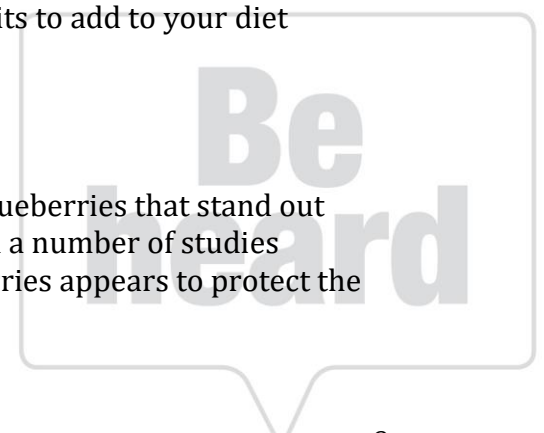 its to add to your diet
Be
heard
ueberries that stand out
a number of studies
ries appears to protect the